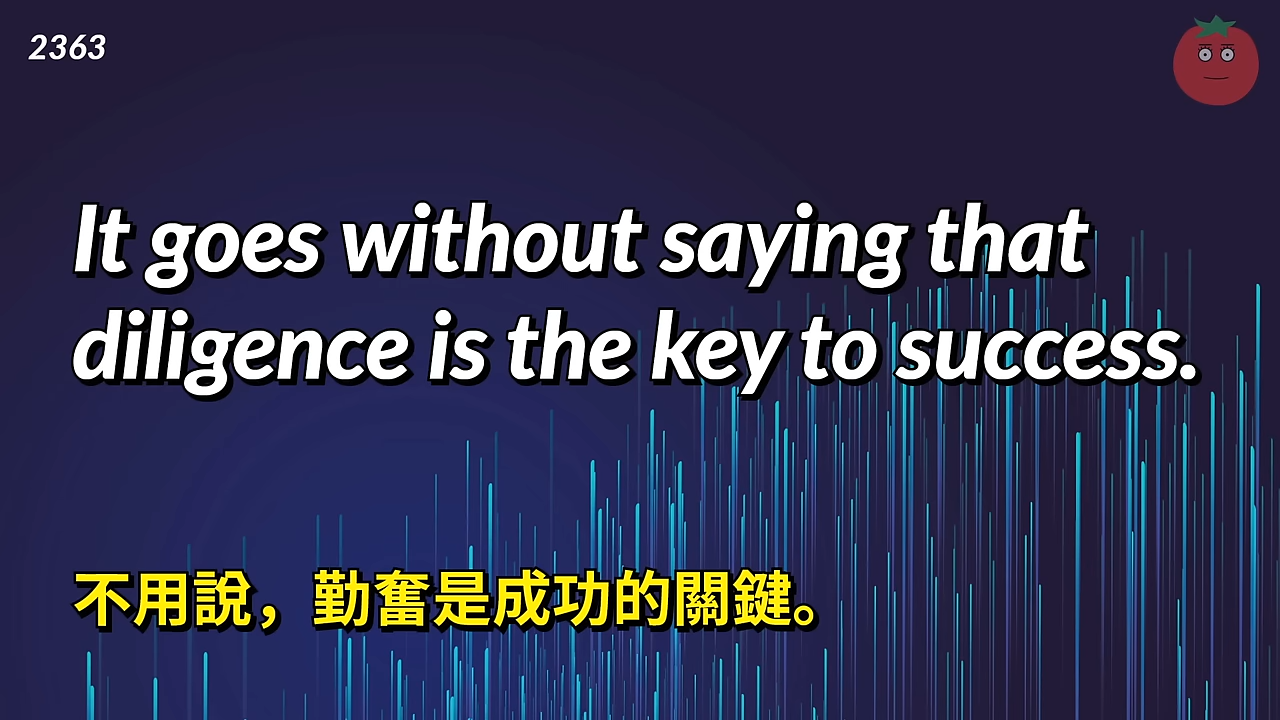 2363
It goes without saying that
diligence is the key to success.
不用說，勤奮是成功的關鍵。